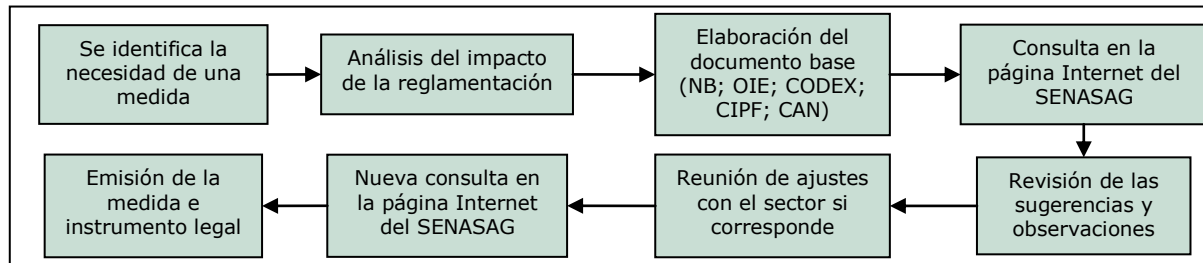 Se identifica la
necesidad de una
medida
Análisis del impacto
de la reglamentación
Elaboración del
documento base
(NB; OIE; CODEX;
CIPF; CAN)
Consulta en la
página Internet del
SENASAG
Revisión de las
sugerencias y
observaciones
Reunión de ajustes
con el sector si
corresponde
Nueva consulta en
la página Internet
del SENASAG
Emisión de la
medida e
instrumento legal